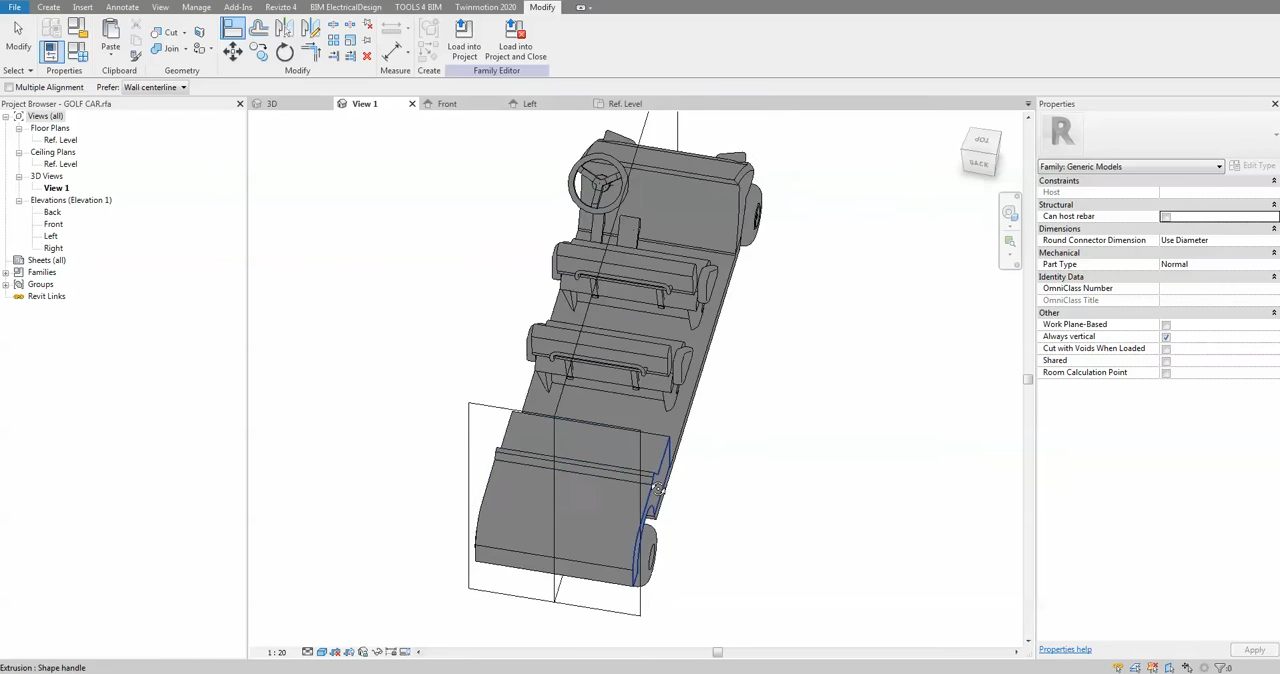 File Create Insert Annotate View Manage Add-Ins Revizto 4 BIM ElectricalDesign TOOLS 4 BIM Twinmotion 2020 Modify
Modify Paste Cut Join Load into Project Load into Project and Close
Select Properties Clipboard Geometry Modify Measure Create Family Editor
Multiple Alignment Prefer: Wall centerline
Project Browser - GOLF CAR.rfa
Views (all)
Floor Plans
Ref. Level
Ceiling Plans
Ref. Level
3D Views
View 1
Elevations (Elevation 1)
Back
Front
Left
Right
Sheets (all)
Families
Groups
Revit Links
3D View 1 Front Left Ref. Level
TOP
BACK
Properties
R
Family: Generic Models Edit Type
Constraints
Host
Structural
Can host rebar
Dimensions
Round Connector Dimension Use Diameter
Mechanical
Part Type Normal
Identity Data
OmniClass Number
OmniClass Title
Other
Work Plane-Based
Always vertical
Cut with Voids When Loaded
Shared
Room Calculation Point
Properties help Apply
1 : 20
Extrusion : Shape handle :0